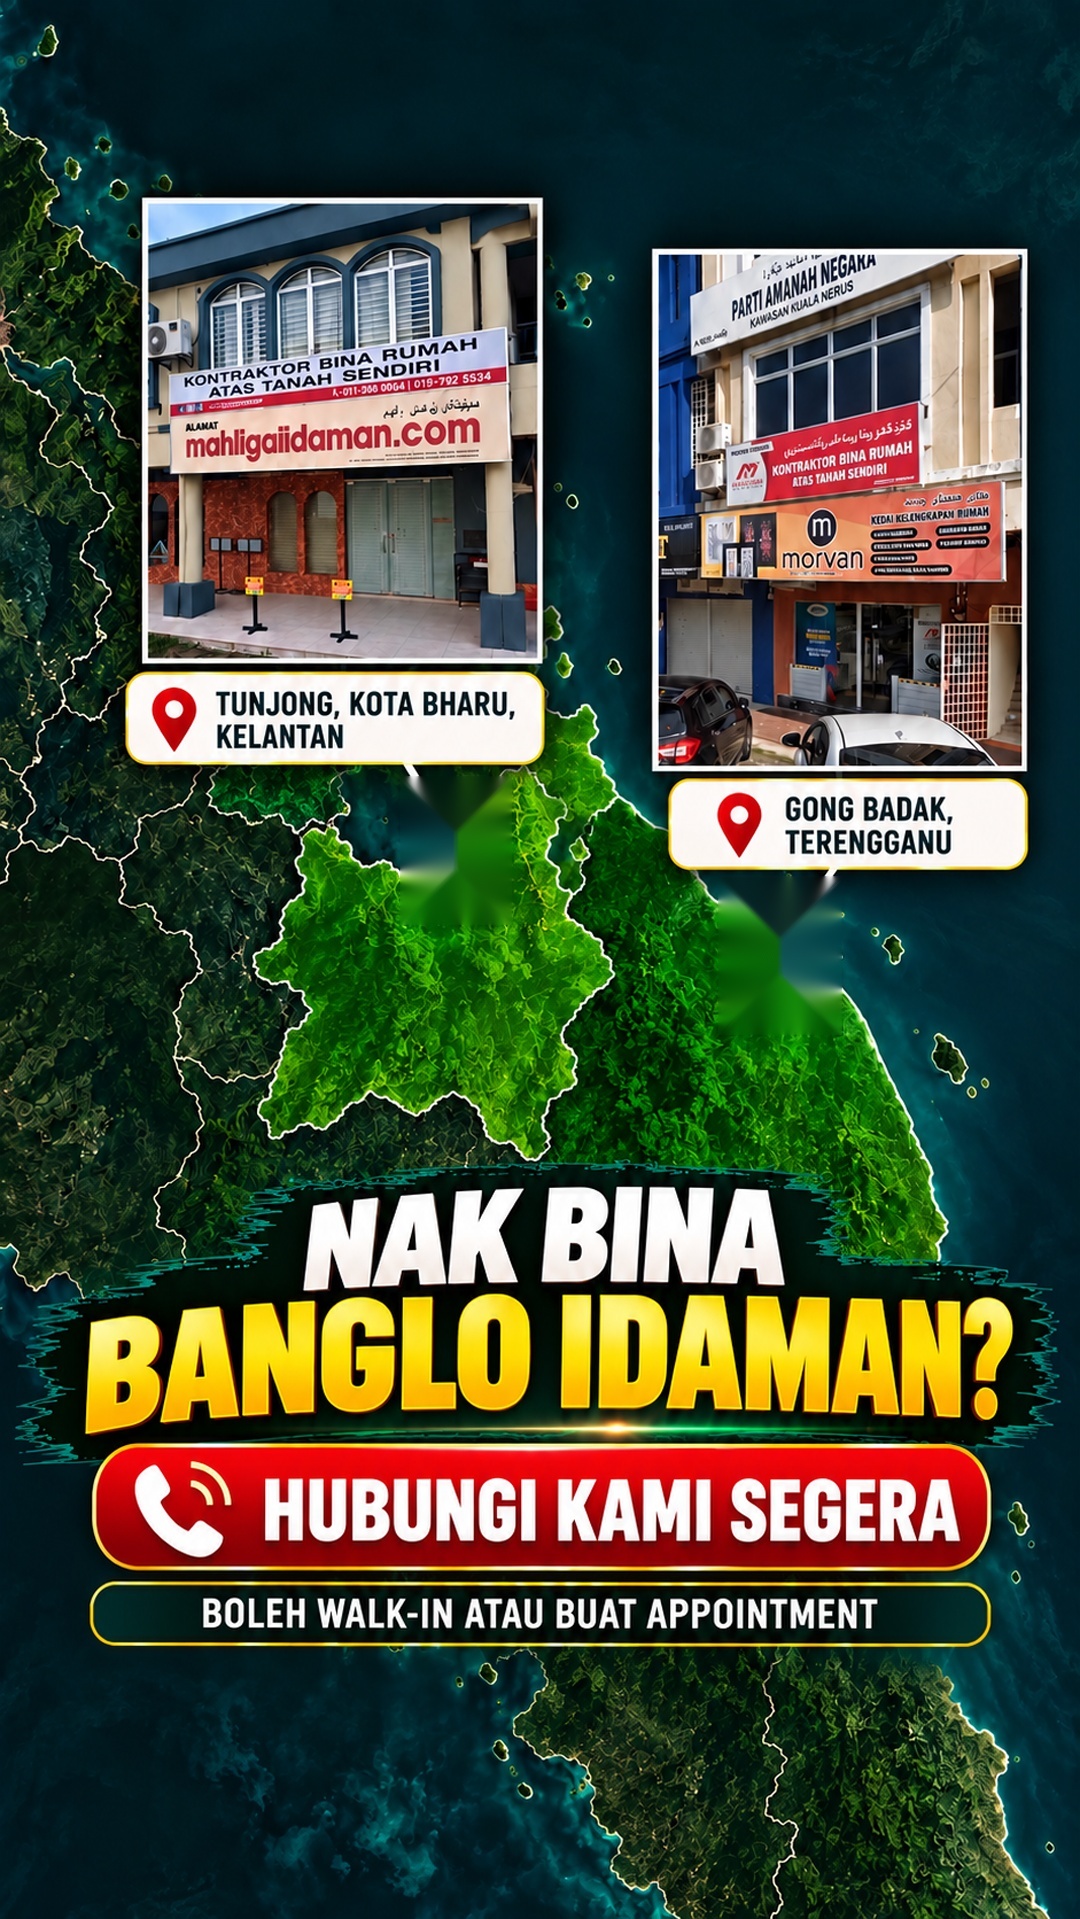 KONTRAKTOR BINA RUMAH
ATAS TANAH SENDIRI
ALAMAT
mahligaiidaman.com
TUNJONG, KOTA BHARU,
KELANTAN
PARTI AMANAH NEGARA
KAWASAN KUALA NERUS
KONTRAKTOR BINA RUMAH
ATAS TANAH SENDIRI
KEDAI KELENGKAPAN RUMAH
m
morvan
GONG BADAK,
TERENGGANU
NAK BINA
BANGLO IDAMAN?
HUBUNGI KAMI SEGERA
BOLEH WALK-IN ATAU BUAT APPOINTMENT